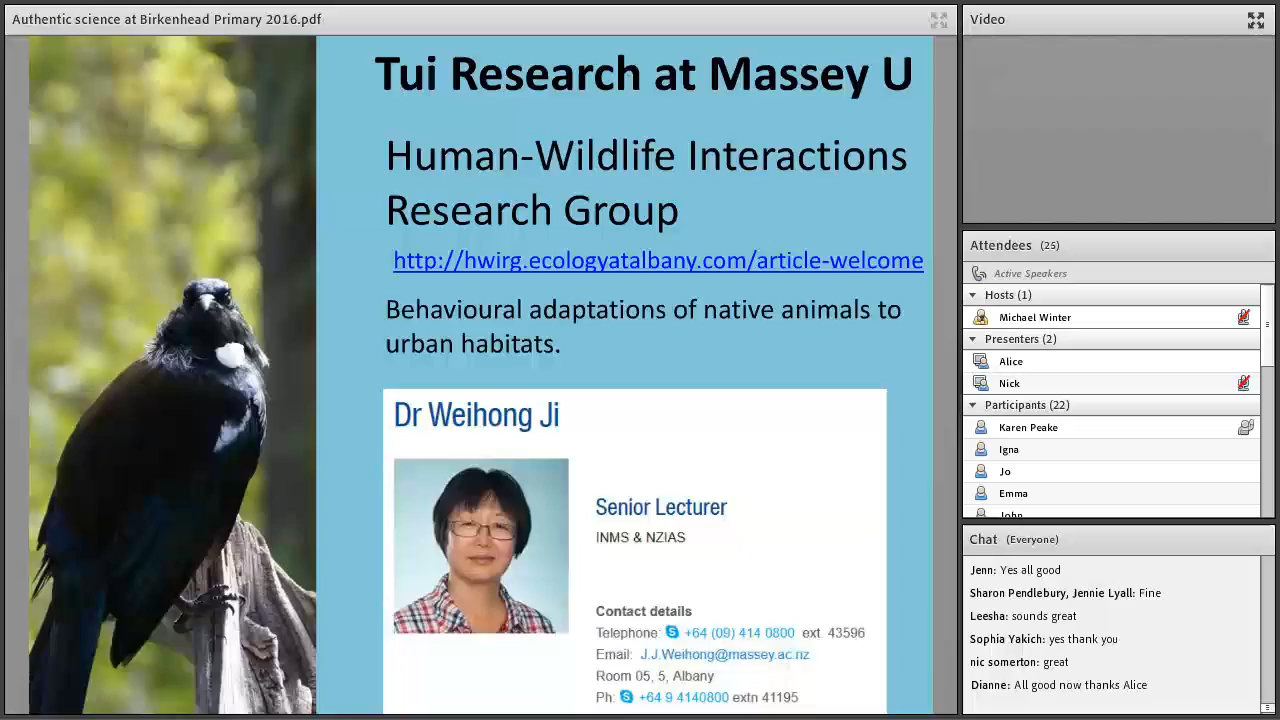 Authentic science at Birkenhead Primary 2016.pdf
Tui Research at Massey U
Human-Wildlife Interactions
Research Group
http://hwirg.ecologyatalbany.com/article-welcome
Behavioural adaptations of native animals to
urban habitats.
Dr Weihong Ji
Senior Lecturer
INMS & NZIAS
Contact details
Telephone: +64 (09) 414 0800 ext 43596
Email: J.J.Weihong@massey.ac.nz
Room 05, 5, Albany
Ph: +64 9 4140800 extn 41195
Video
Attendees (25)
Active Speakers
Hosts (1)
Michael Winter
Presenters (2)
Alice
Nick
Participants (22)
Karen Peake
Igna
Jo
Emma
John
Chat (Everyone)
Jenn: Yes all good
Sharon Pendlebury, Jennie Lyall: Fine
Leesha: sounds great
Sophia Yakich: yes thank you
nic somerton: great
Dianne: All good now thanks Alice